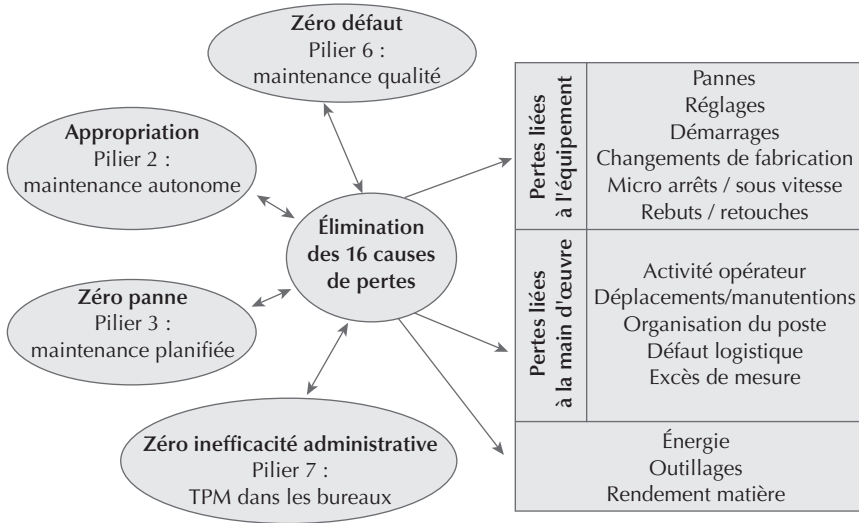 Zéro défaut
Pilier 6 :
maintenance qualité
Appropriation
Pilier 2 :
maintenance autonome
Zéro panne
Pilier 3 :
maintenance planifiée
Zéro inefficacité administrative
Pilier 7 :
TPM dans les bureaux
Élimination
des 16 causes
de pertes
Pertes liées
à l'équipement
Pannes
Réglages
Démarrages
Changements de fabrication
Micro arrêts / sous vitesse
Rebuts / retouches
Pertes liées
à la main d'œuvre
Activité opérateur
Déplacements/manutentions
Organisation du poste
Défaut logistique
Excès de mesure
Énergie
Outillages
Rendement matière